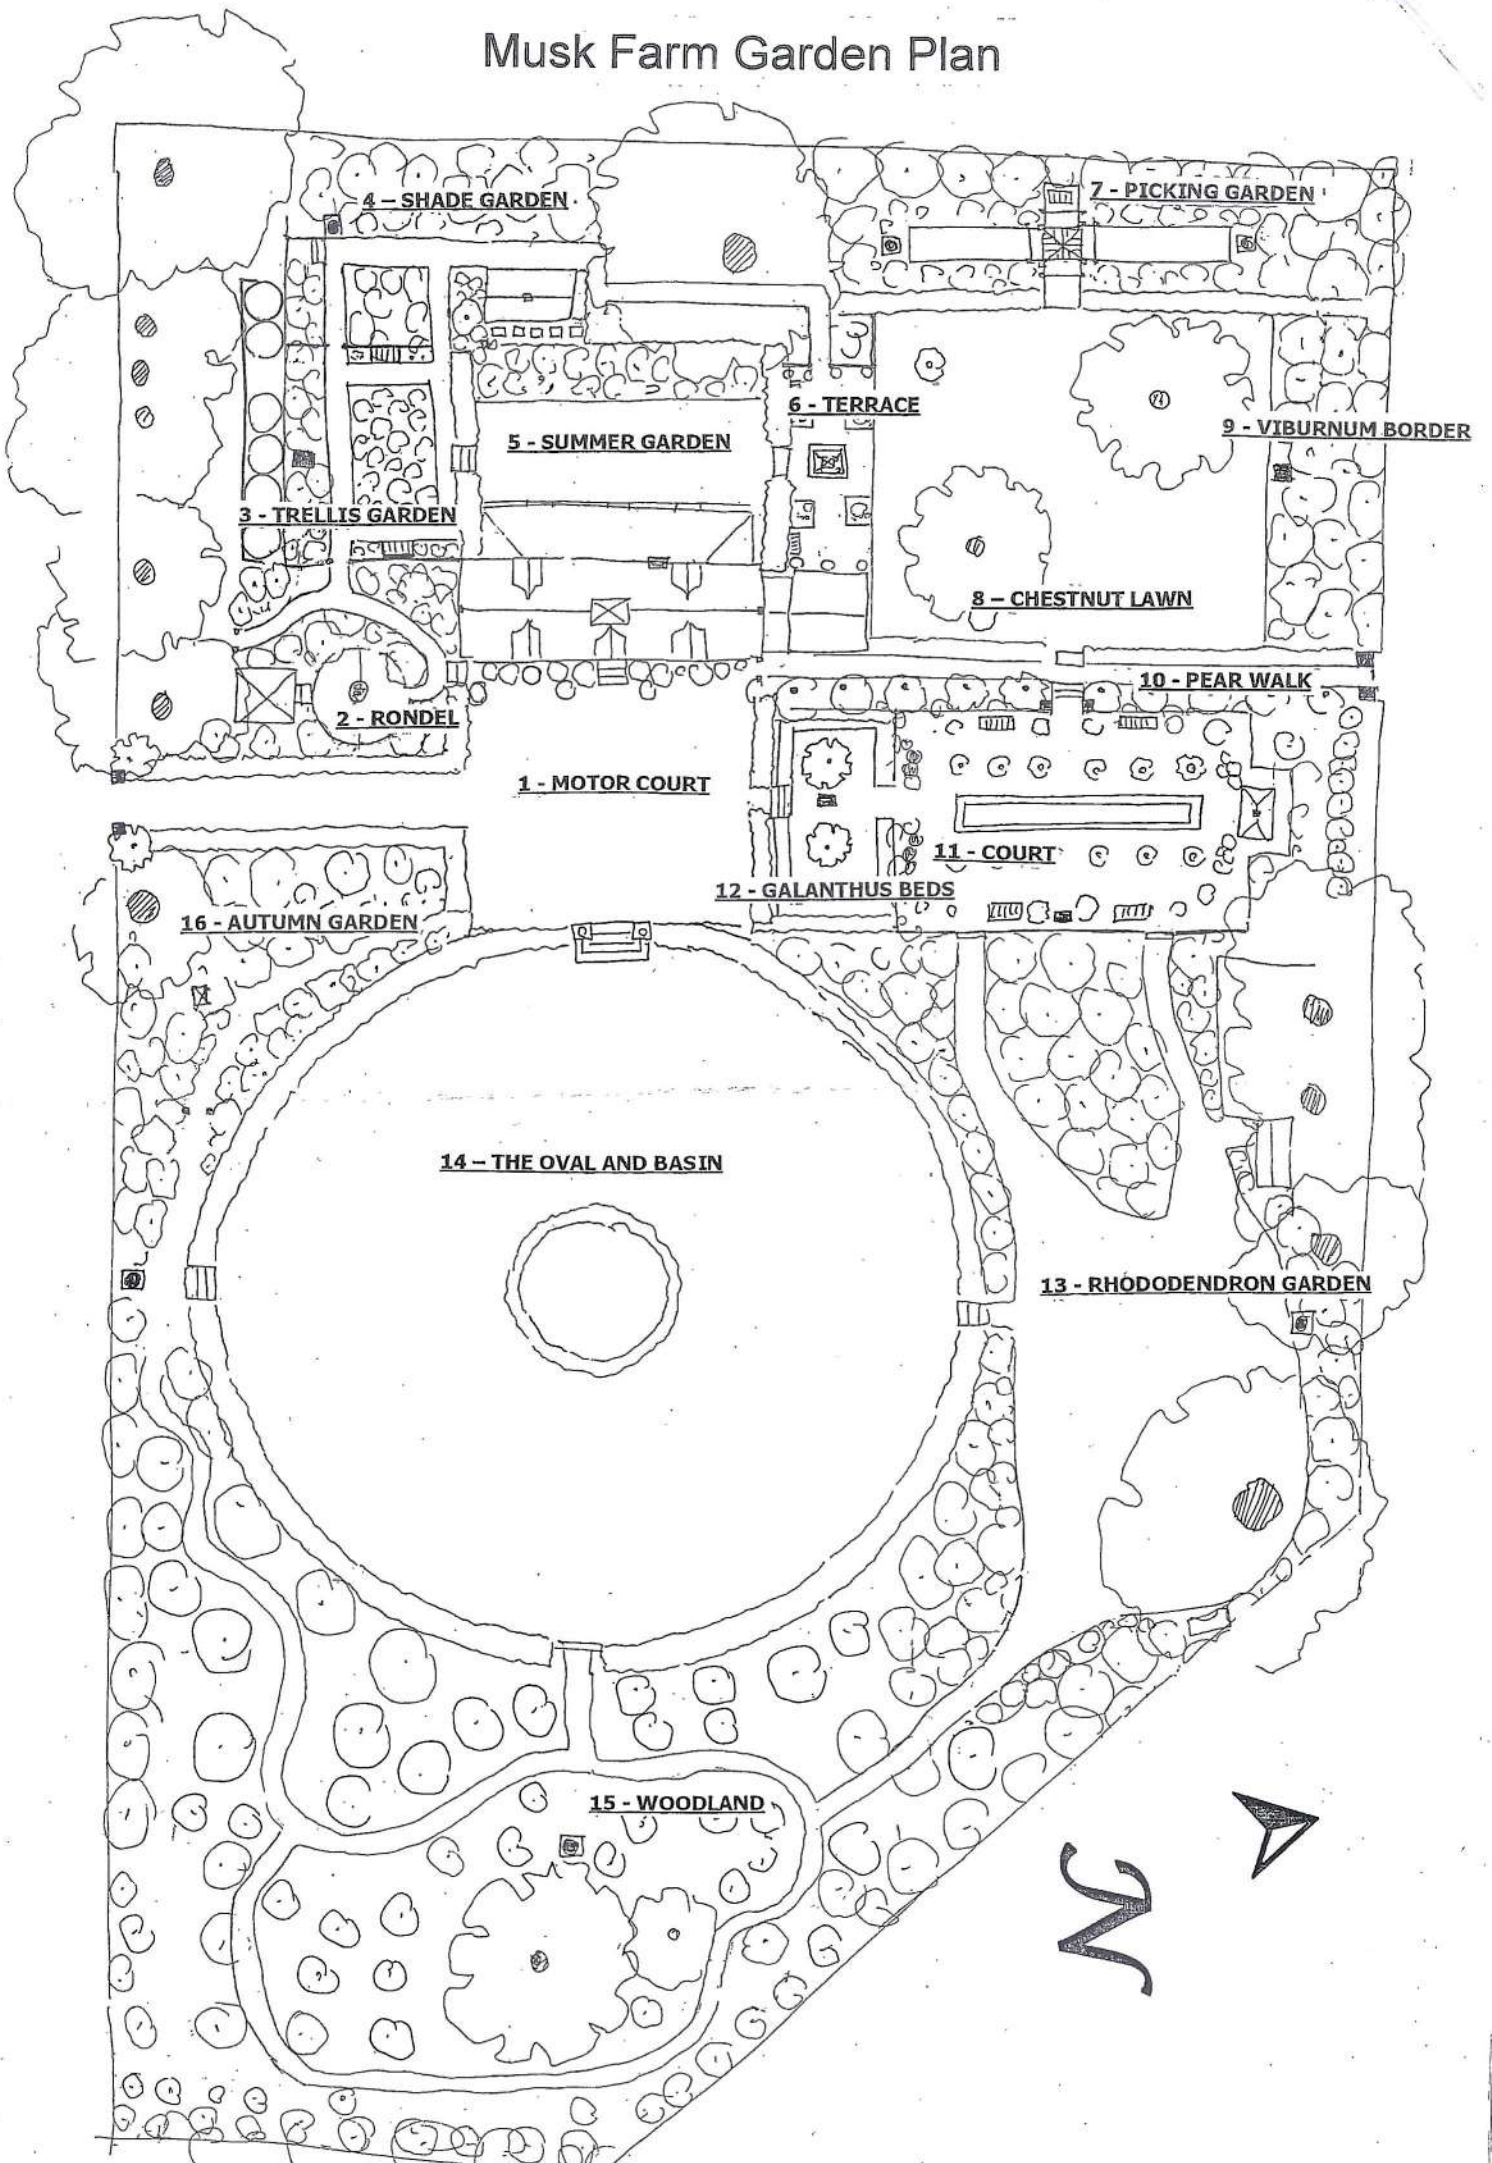 Musk Farm Garden Plan
4 – SHADE GARDEN
7 - PICKING GARDEN
6 - TERRACE
9 - VIBURNUM BORDER
5 - SUMMER GARDEN
3 - TRELLIS GARDEN
8 – CHESTNUT LAWN
10 - PEAR WALK
2 - RONDEL
1 - MOTOR COURT
11 - COURT
12 - GALANTHUS BEDS
16 - AUTUMN GARDEN
14 – THE OVAL AND BASIN
13 - RHODODENDRON GARDEN
15 - WOODLAND
N